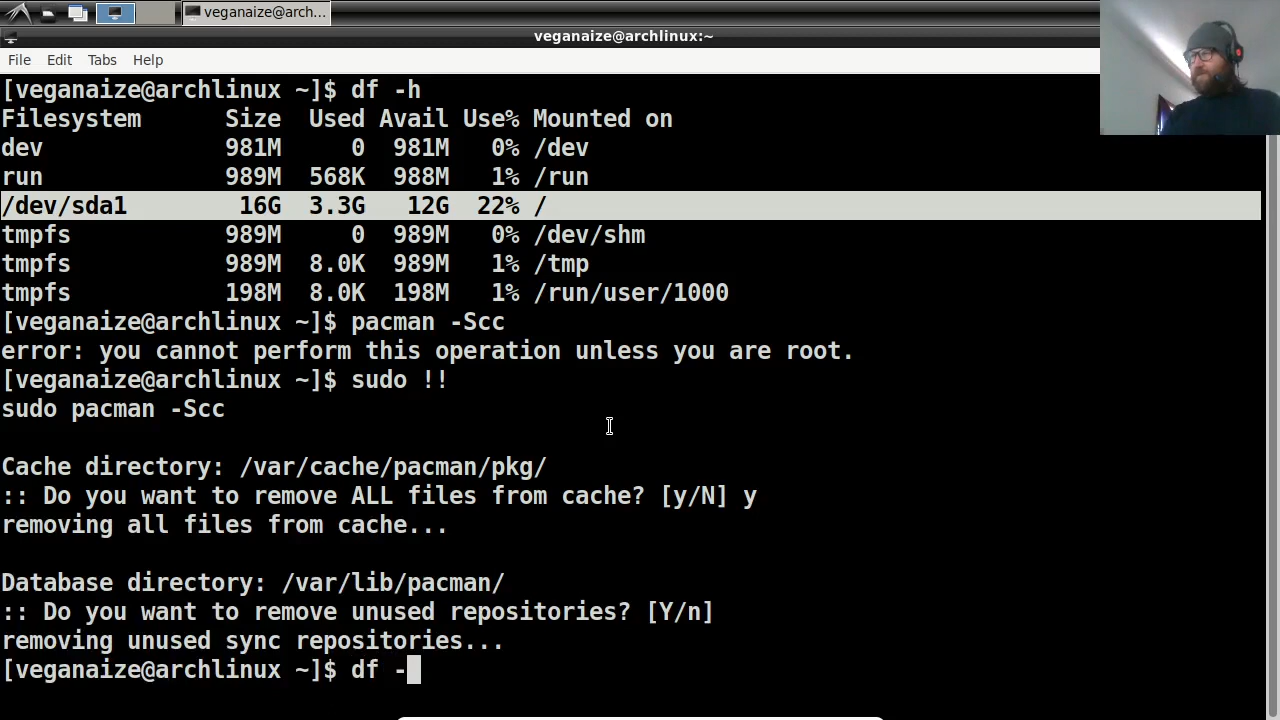 veganaize@arch...
veganaize@archlinux:~
File Edit Tabs Help
[veganaize@archlinux ~]$ df -h
Filesystem Size Used Avail Use% Mounted on
dev 981M 0 981M 0% /dev
run 989M 568K 988M 1% /run
/dev/sda1 16G 3.3G 12G 22% /
tmpfs 989M 0 989M 0% /dev/shm
tmpfs 989M 8.0K 989M 1% /tmp
tmpfs 198M 8.0K 198M 1% /run/user/1000
[veganaize@archlinux ~]$ pacman -Scc
error: you cannot perform this operation unless you are root.
[veganaize@archlinux ~]$ sudo !!
sudo pacman -Scc
Cache directory: /var/cache/pacman/pkg/
:: Do you want to remove ALL files from cache? [y/N] y
removing all files from cache...
Database directory: /var/lib/pacman/
:: Do you want to remove unused repositories? [Y/n]
removing unused sync repositories...
[veganaize@archlinux ~]$ df -